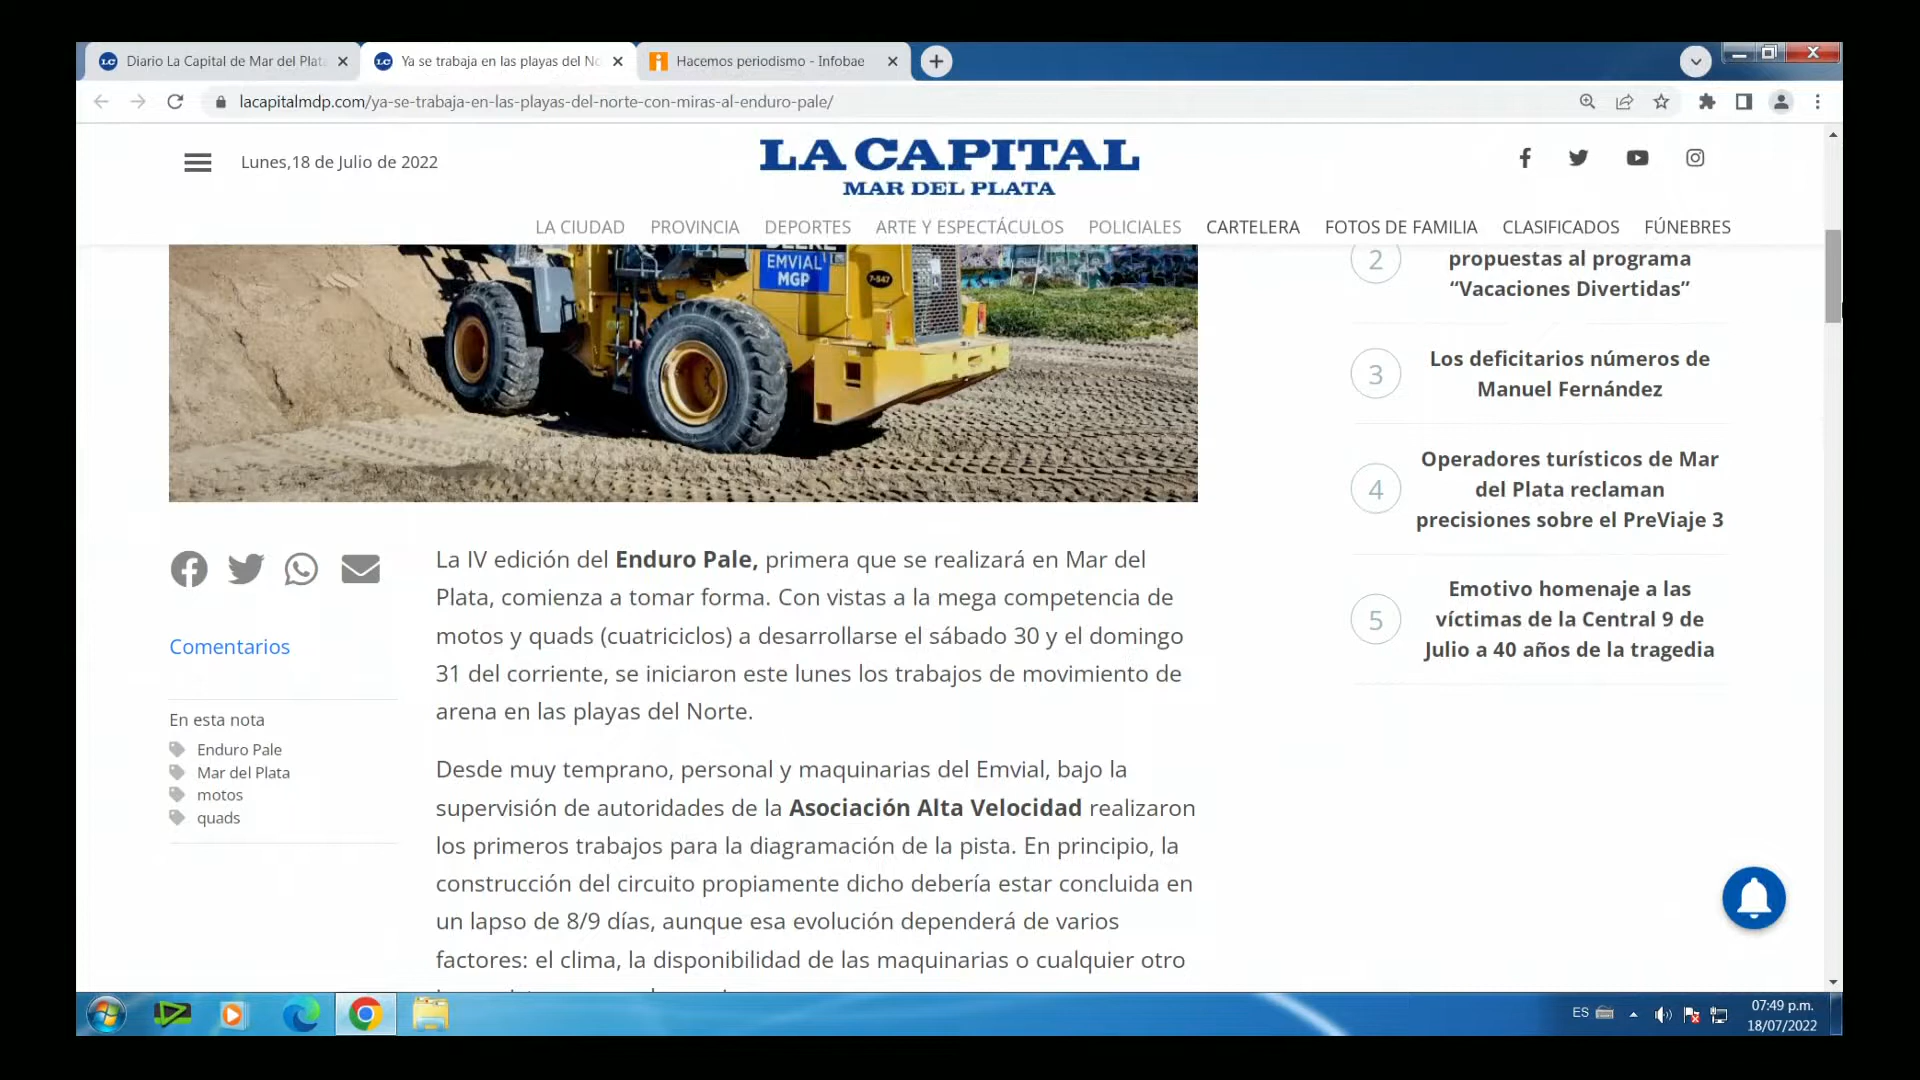 Diario La Capital de Mar del Plat
Ya se trabaja en las playas del No
Hacemos periodismo - Infobae
lacapitalmdp.com/ya-se-trabaja-en-las-playas-del-norte-con-miras-al-enduro-pale/
Lunes,18 de Julio de 2022
LA CAPITAL
MAR DEL PLATA
LA CIUDAD PROVINCIA DEPORTES ARTE Y ESPECTÁCULOS POLICIALES CARTELERA FOTOS DE FAMILIA CLASIFICADOS FÚNEBRES
DEERE
EMVIAL
MGP
7-547
2
propuestas al programa
“Vacaciones Divertidas”
3
Los deficitarios números de
Manuel Fernández
4
Operadores turísticos de Mar
del Plata reclaman
precisiones sobre el PreViaje 3
5
Emotivo homenaje a las
víctimas de la Central 9 de
Julio a 40 años de la tragedia
Comentarios
En esta nota
Enduro Pale
Mar del Plata
motos
quads
La IV edición del Enduro Pale, primera que se realizará en Mar del
Plata, comienza a tomar forma. Con vistas a la mega competencia de
motos y quads (cuatriciclos) a desarrollarse el sábado 30 y el domingo
31 del corriente, se iniciaron este lunes los trabajos de movimiento de
arena en las playas del Norte.
Desde muy temprano, personal y maquinarias del Emvial, bajo la
supervisión de autoridades de la Asociación Alta Velocidad realizaron
los primeros trabajos para la diagramación de la pista. En principio, la
construcción del circuito propiamente dicho debería estar concluida en
un lapso de 8/9 días, aunque esa evolución dependerá de varios
factores: el clima, la disponibilidad de las maquinarias o cualquier otro
ES
07:49 p.m.
18/07/2022